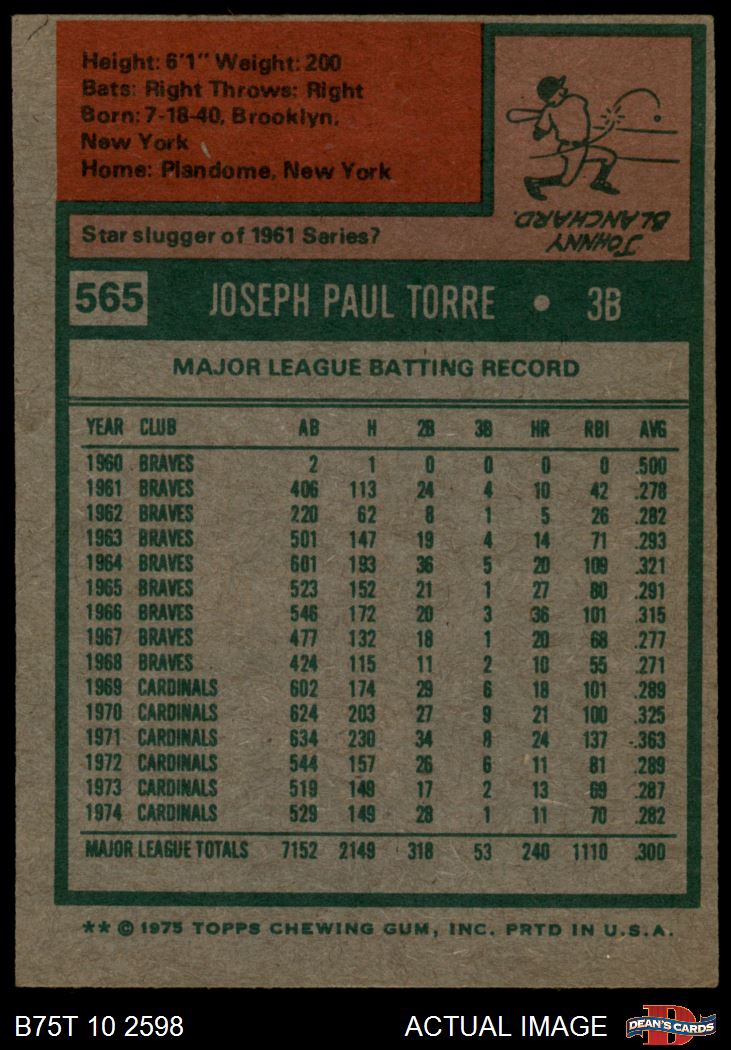 Height: 6'1" Weight: 200
Bats: Right Throws: Right
Born: 7-18-40, Brooklyn,
New York
Home: Plandome, New York
Star slugger of 1961 Series?
JOHNNY
BLANCHARD.
565 JOSEPH PAUL TORRE • 3B
MAJOR LEAGUE BATTING RECORD
YEAR CLUB AB H 2B 3B HR RBI AVG
1960 BRAVES 2 1 0 0 0 0 .500
1961 BRAVES 406 113 24 4 10 42 .278
1962 BRAVES 220 62 8 1 5 26 .282
1963 BRAVES 501 147 19 4 14 71 .293
1964 BRAVES 601 193 36 5 20 109 .321
1965 BRAVES 523 152 21 1 27 80 .291
1966 BRAVES 546 172 20 3 36 101 .315
1967 BRAVES 477 132 18 1 20 68 .277
1968 BRAVES 424 115 11 2 10 55 .271
1969 CARDINALS 602 174 29 6 18 101 .289
1970 CARDINALS 624 203 27 9 21 100 .325
1971 CARDINALS 634 230 34 8 24 137 .363
1972 CARDINALS 544 157 26 6 11 81 .289
1973 CARDINALS 519 149 17 2 13 69 .287
1974 CARDINALS 529 149 28 1 11 70 .282
MAJOR LEAGUE TOTALS 7152 2149 318 53 240 1110 .300
** © 1975 TOPPS CHEWING GUM, INC. PRTD IN U.S.A.
B75T 10 2598 ACTUAL IMAGE
D
DEAN'S CARDS